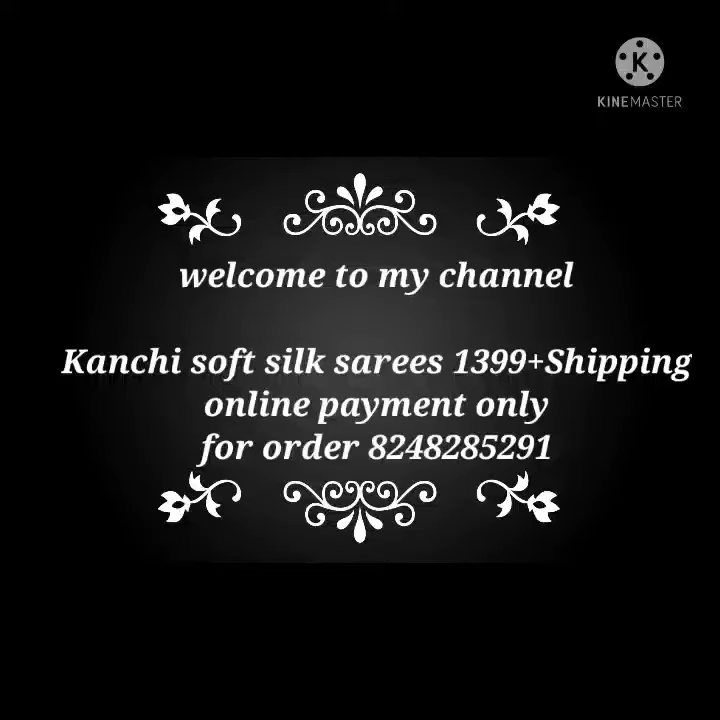 KINEMASTER
welcome to my channel
Kanchi soft silk sarees 1399+Shipping
online payment only
for order 8248285291